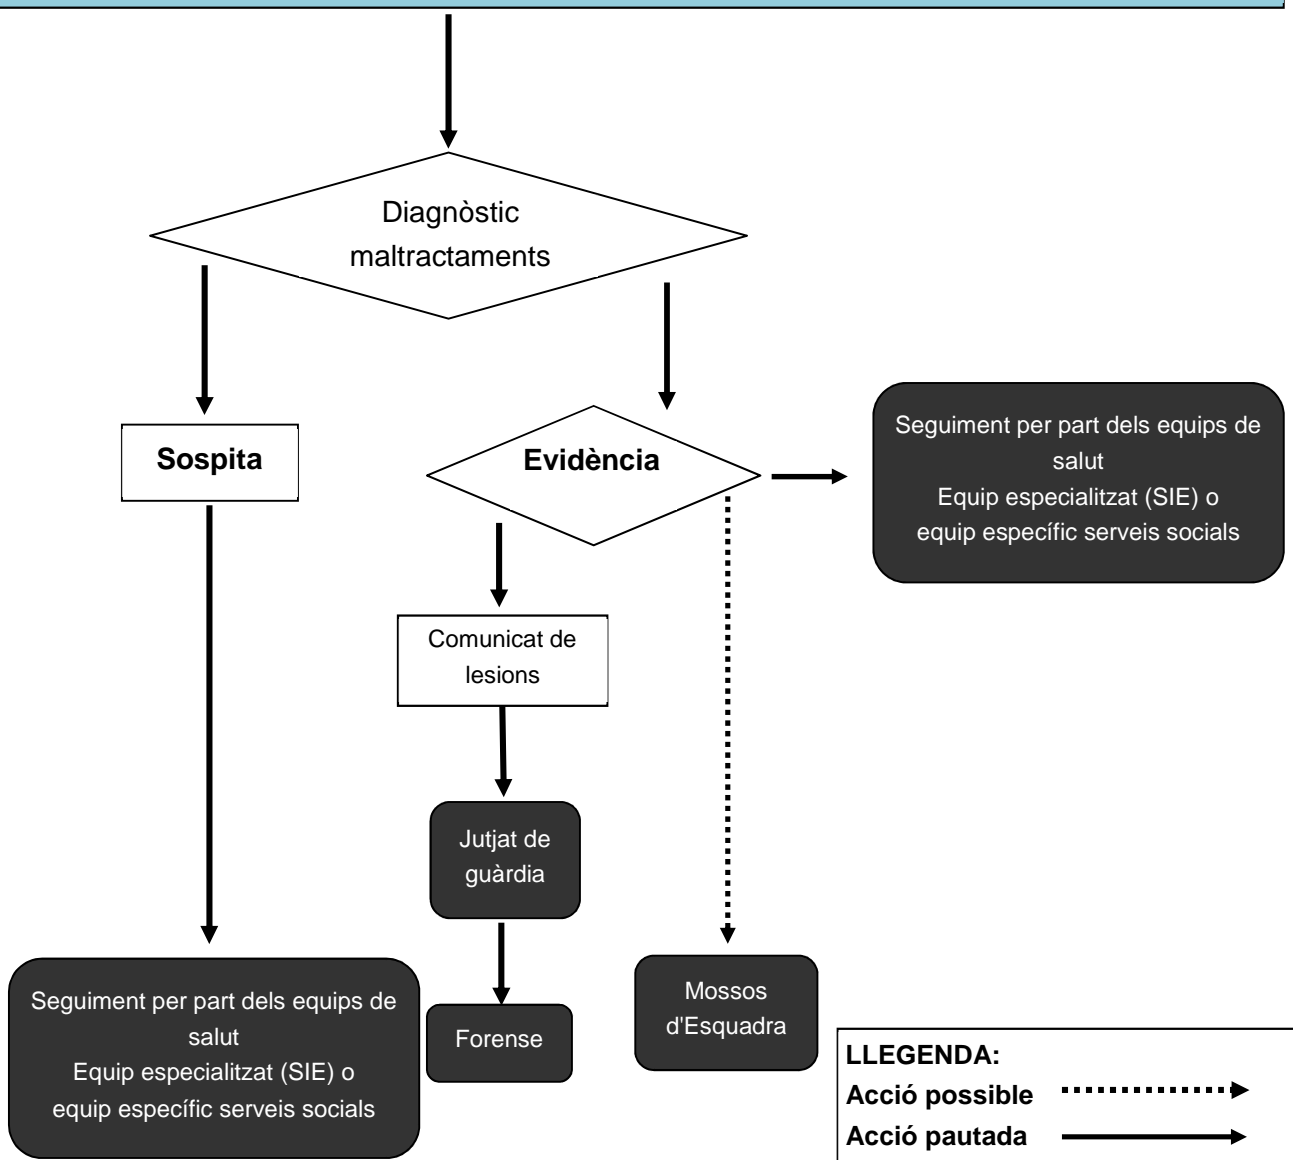 Diagnòstic
maltractaments
Sospita
Evidència
Seguiment per part dels equips de
salut
Equip especialitzat (SIE) o
equip específic serveis socials
Comunicat de
lesions
Jutjat de
guàrdia
Forense
Mossos
d'Esquadra
Seguiment per part dels equips de
salut
Equip especialitzat (SIE) o
equip específic serveis socials
LLEGENDA:
Acció possible
Acció pautada